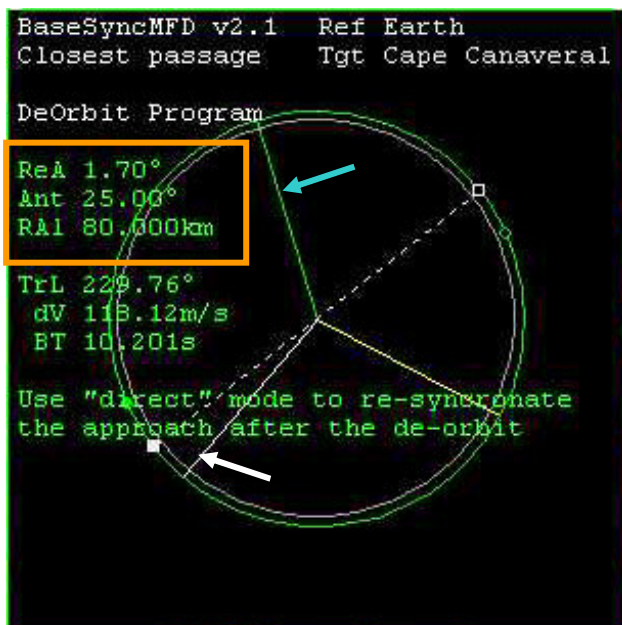 BaseSyncMFD v2.1 Ref Earth
Closest passage Tgt Cape Canaveral
DeOrbit Program
ReA 1.70°
Ant 25.00°
RAl 80.000km
TrL 229.76°
dV 118.12m/s
BT 10.201s
Use "direct" mode to re-syncronate
the approach after the de-orbit